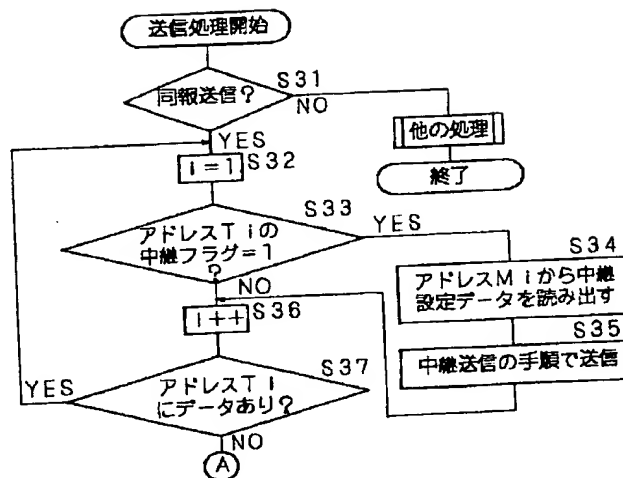 送信処理開始
S31
同報送信?
NO
YES
他の処理
i=1
S32
終了
S33
YES
アドレスTiの
中継フラグ=1
?
S34
アドレスMiから中継
設定データを読み出す
NO
i++
S36
S35
中継送信の手順で送信
S37
YES
アドレスTi
にデータあり?
NO
A